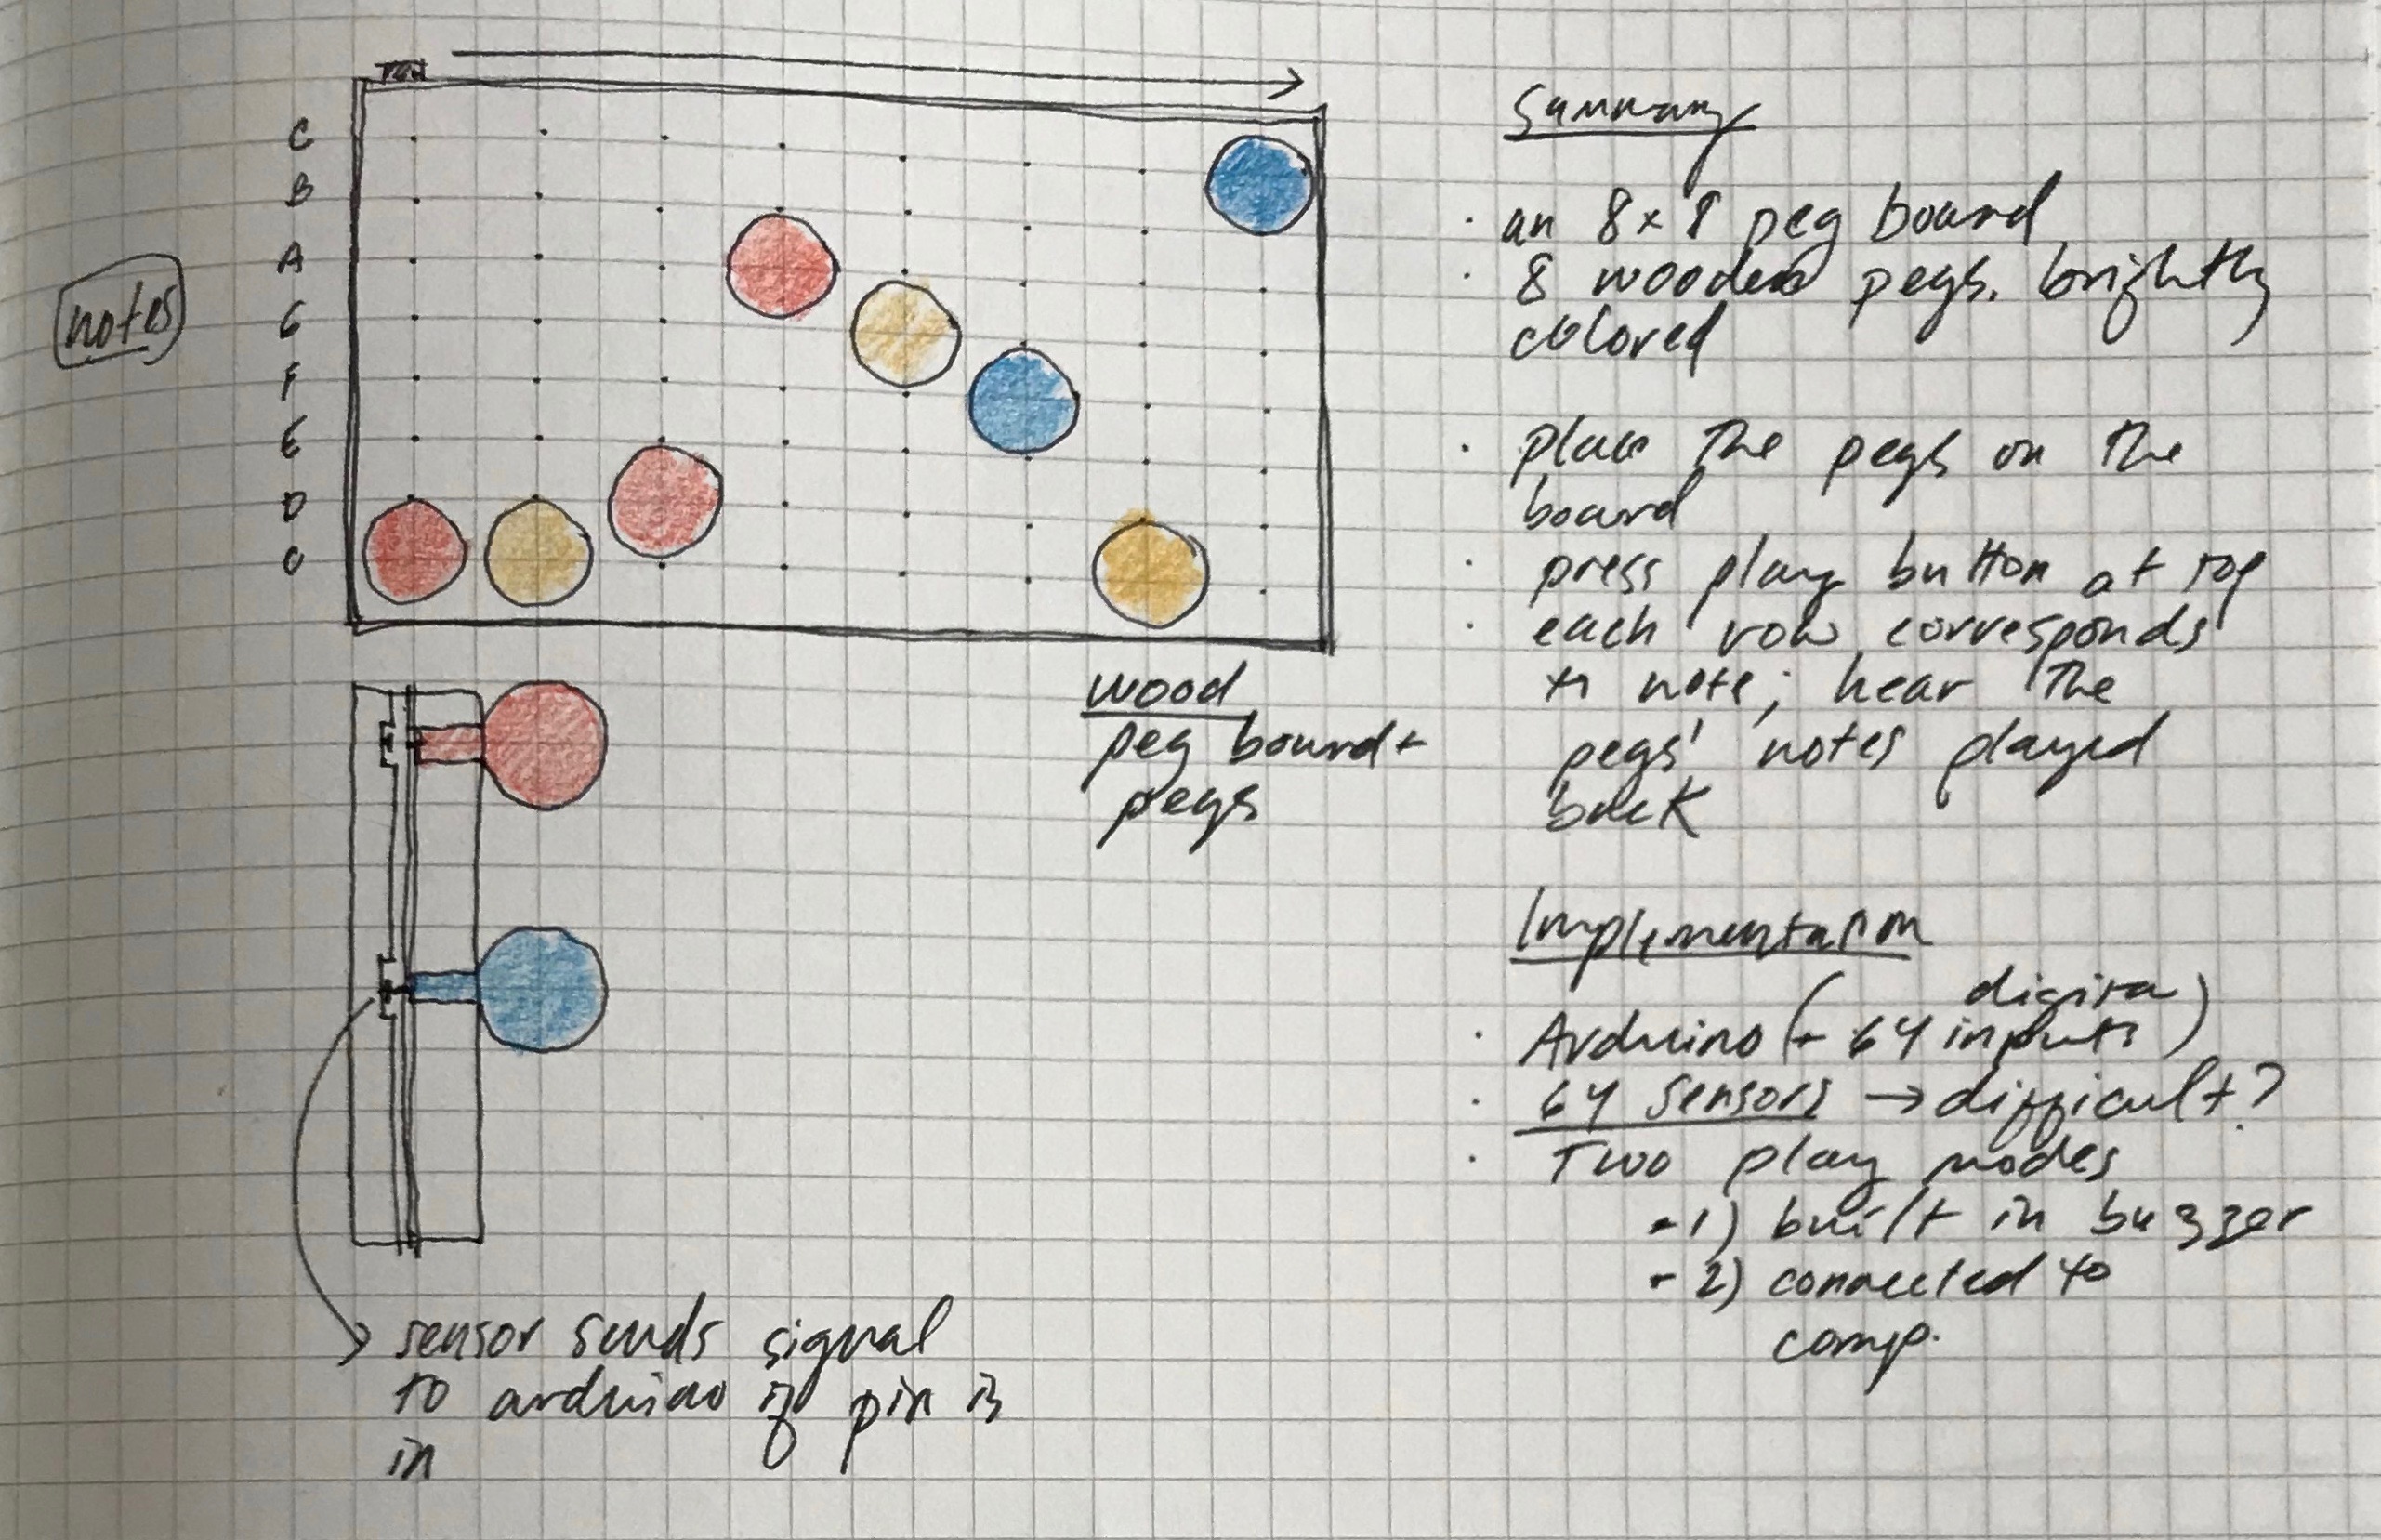 C
B
A
G
F
E
D
C
notes
wood
peg board +
pegs
sensor sends signal
to arduino if pin is
in
Summary
· an 8x8 peg board
· 8 wooden pegs. brightly
colored
· place the pegs on the
board
· press play button at top
· each row corresponds
to note; hear the
pegs' notes played
back
Implementation
digital
· Arduino (+ 64 inputs)
· 64 sensors → difficult?
· Two play modes
- 1) built in buzzer
- 2) connected to
comp.